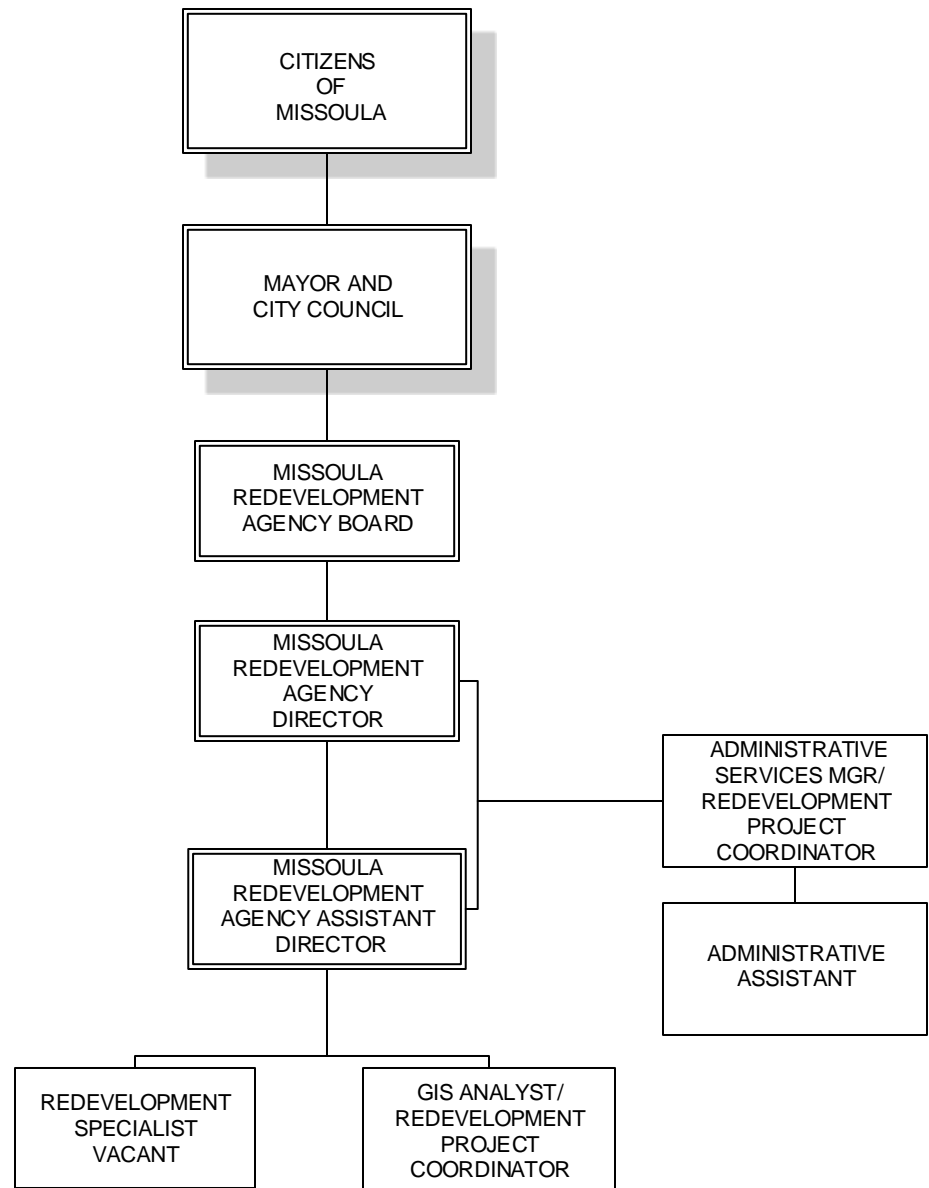 CITIZENS
OF
MISSOULA
MAYOR AND
CITY COUNCIL
MISSOULA
REDEVELOPMENT
AGENCY BOARD
MISSOULA
REDEVELOPMENT
AGENCY
DIRECTOR
ADMINISTRATIVE
SERVICES MGR/
REDEVELOPMENT
PROJECT
COORDINATOR
MISSOULA
REDEVELOPMENT
AGENCY ASSISTANT
DIRECTOR
ADMINISTRATIVE
ASSISTANT
REDEVELOPMENT
SPECIALIST
VACANT
GIS ANALYST/
REDEVELOPMENT
PROJECT
COORDINATOR